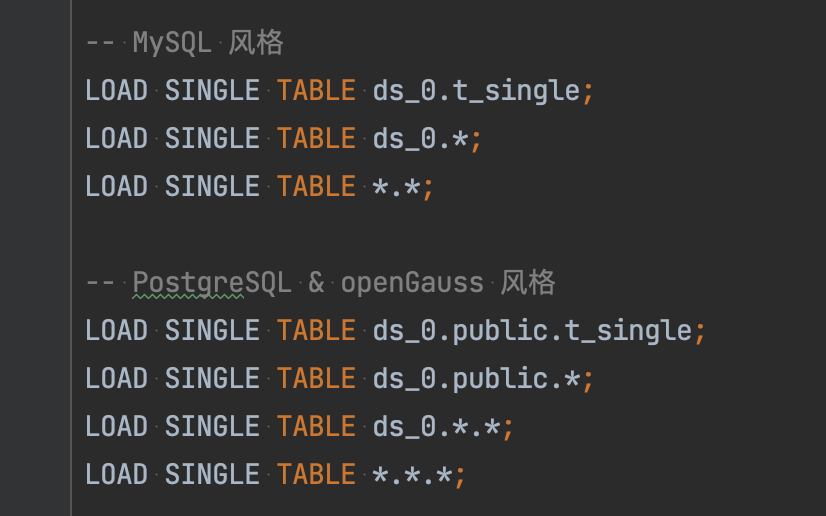 -- MySQL 风格
LOAD SINGLE TABLE ds_0.t_single;
LOAD SINGLE TABLE ds_0.*;
LOAD SINGLE TABLE *.*;
-- PostgreSQL & openGauss 风格
LOAD SINGLE TABLE ds_0.public.t_single;
LOAD SINGLE TABLE ds_0.public.*;
LOAD SINGLE TABLE ds_0.*.*;
LOAD SINGLE TABLE *.*.*;